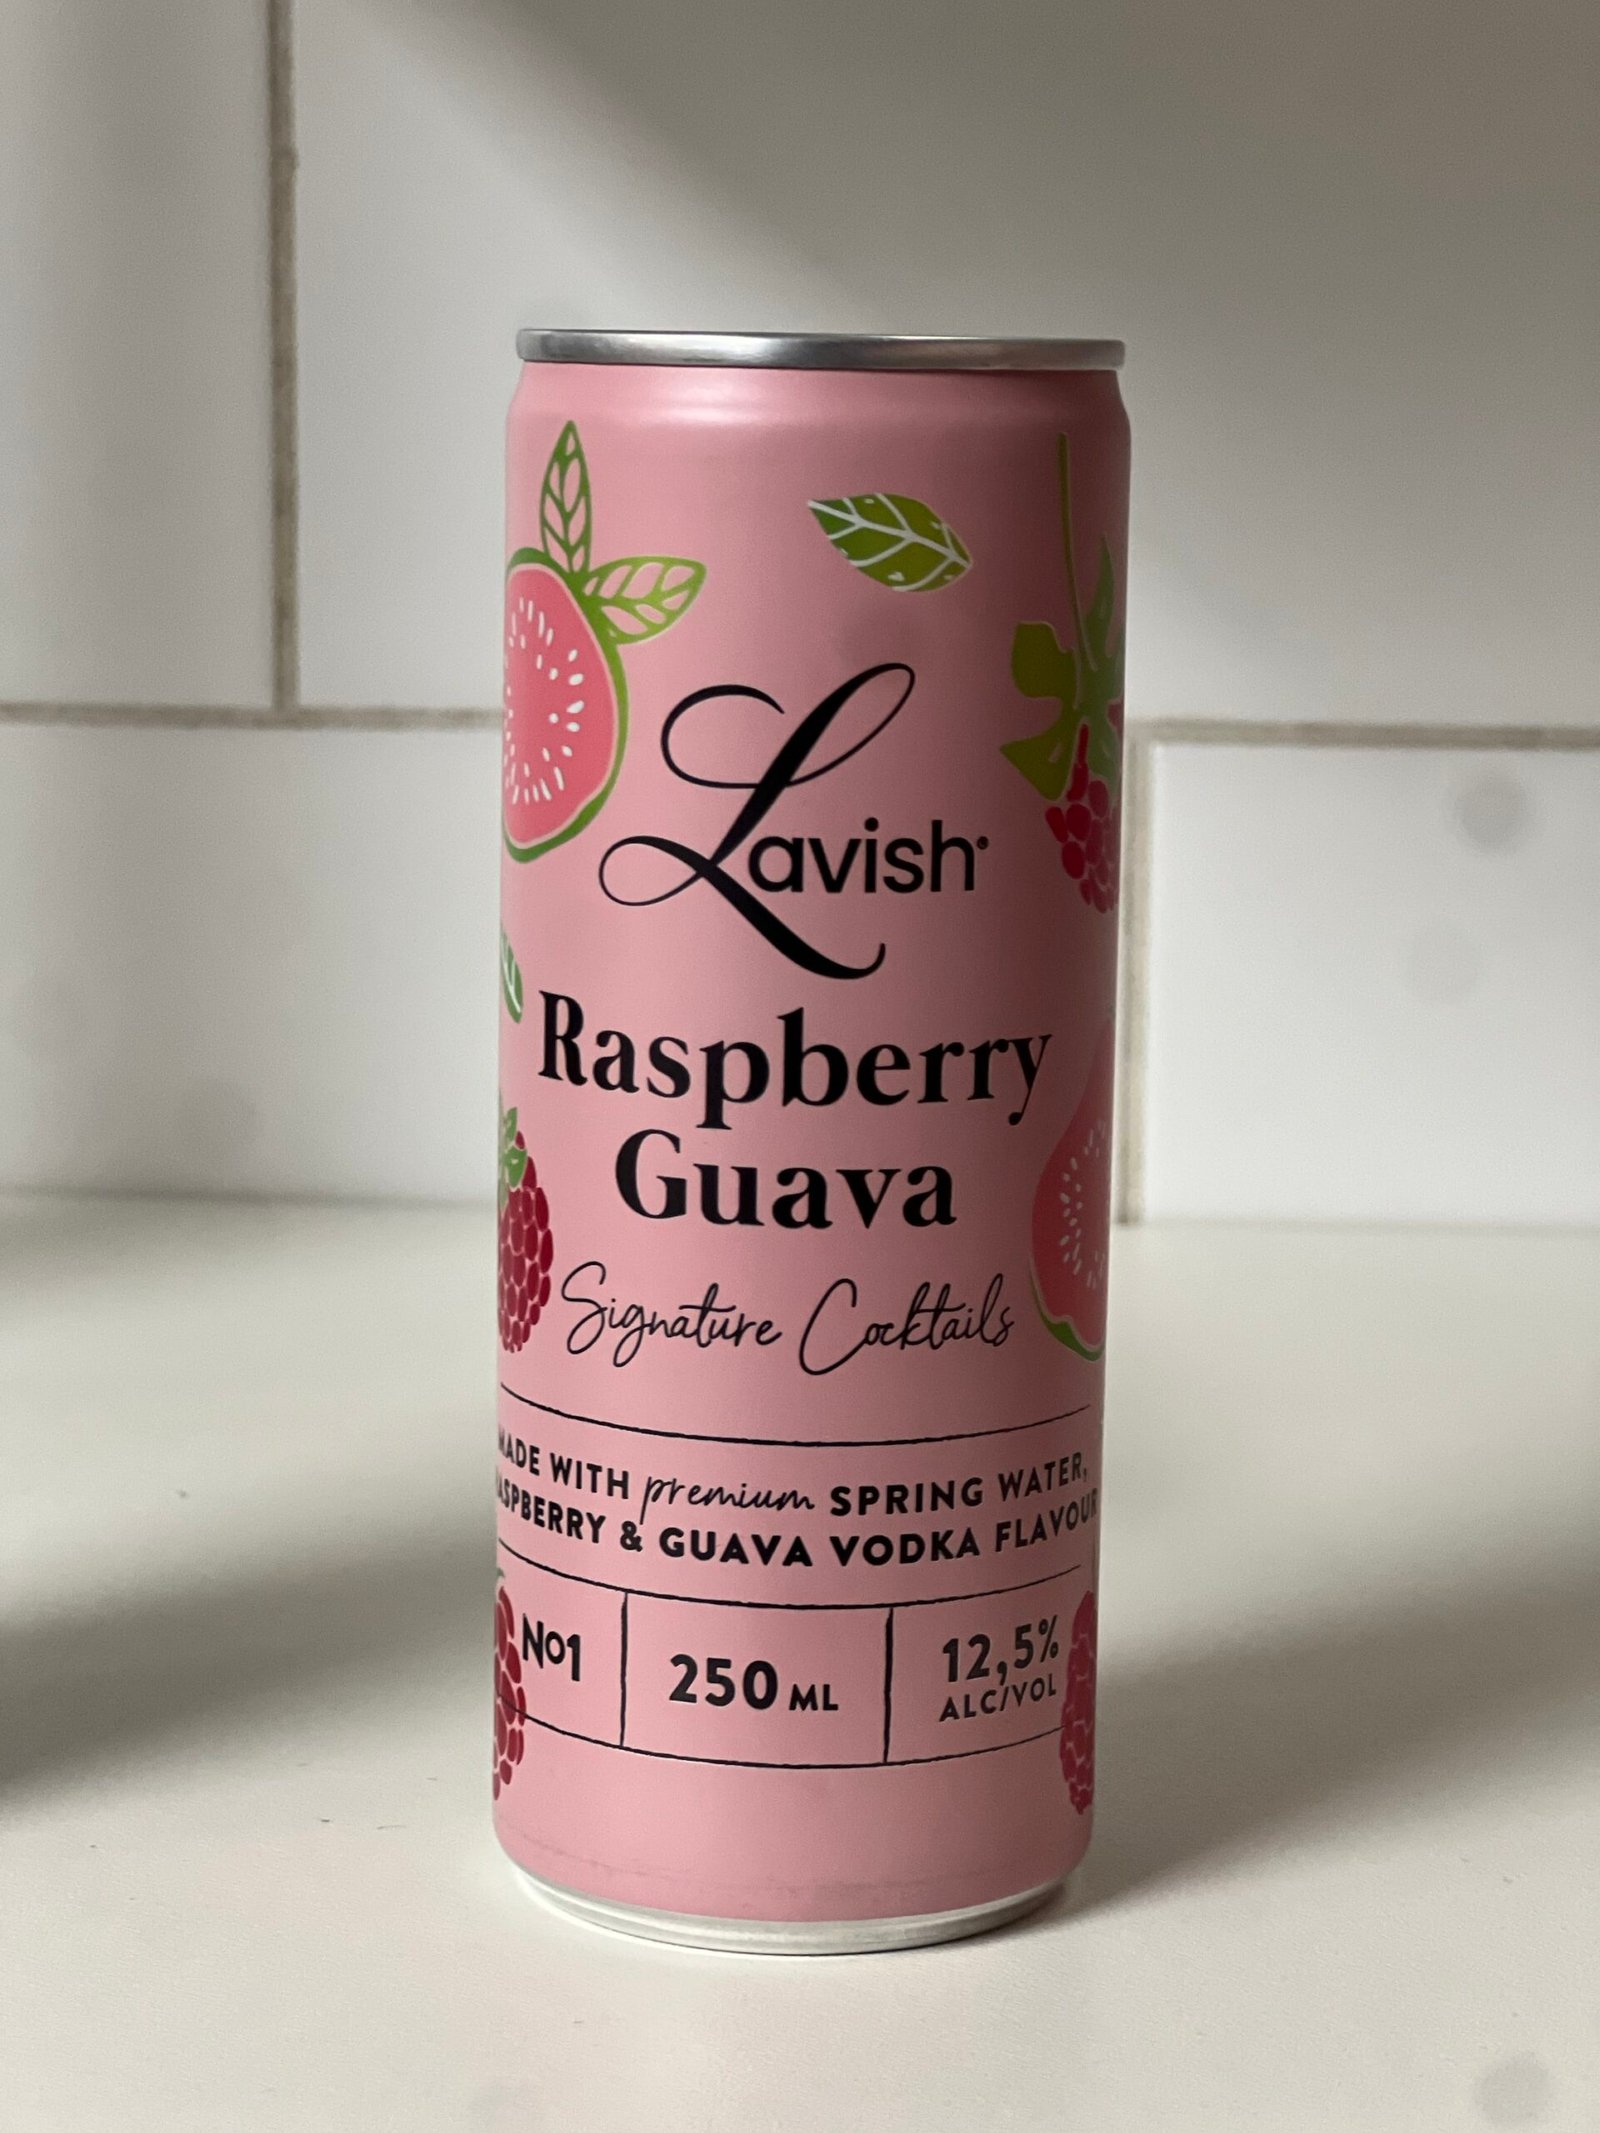 Lavish
Raspberry
Guava
Signature Cocktails
MADE WITH premium SPRING WATER,
RASPBERRY & GUAVA VODKA FLAVOUR
No1
250 ML
12,5%
ALC/VOL